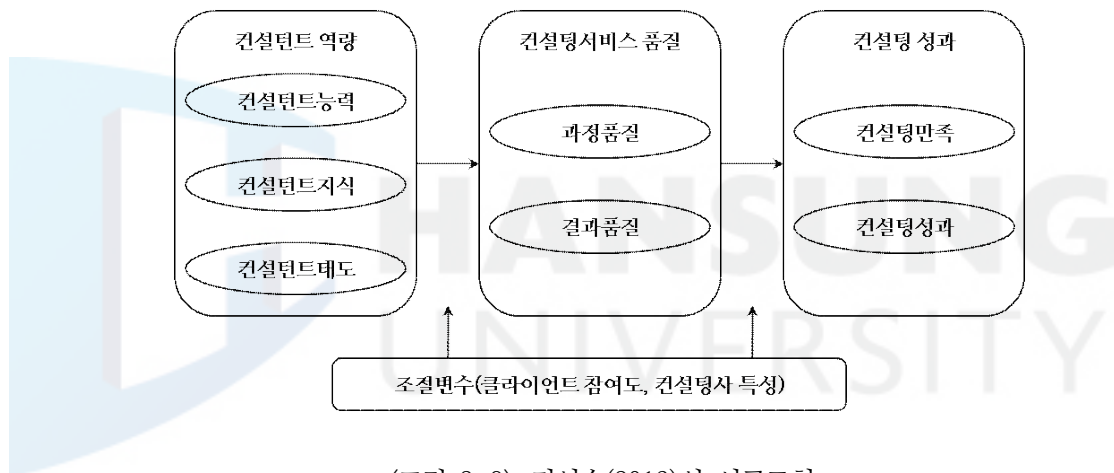 컨설턴트 역량
컨설턴트능력
컨설턴트지식
컨설턴트태도
컨설팅서비스 품질
과정품질
결과품질
컨설팅 성과
컨설팅만족
컨설팅성과
조절변수(클라이언트 참여도, 컨설팅사 특성)
HANSUNG
UNIVERSITY